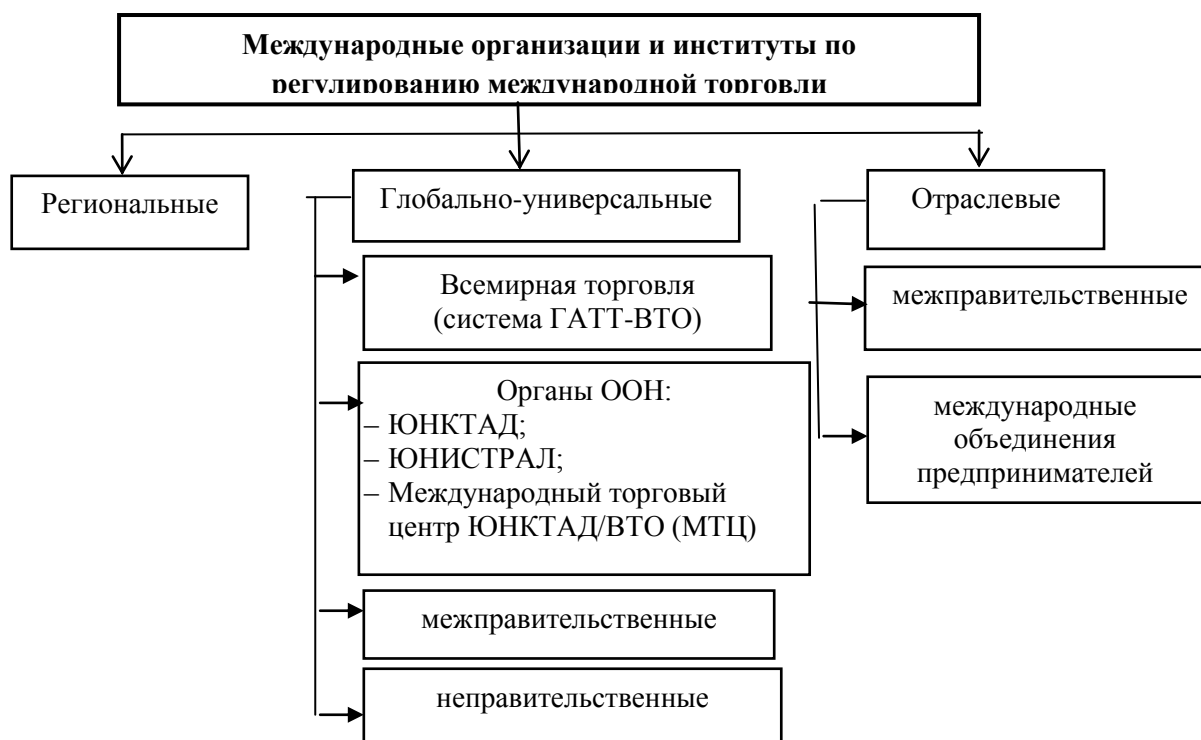 Международные организации и институты по
регулированию международной торговли
Региональные
Глобально-универсальные
Отраслевые
Всемирная торговля
(система ГАТТ-ВТО)
Органы ООН:
– ЮНКТАД;
– ЮНИСТРАЛ;
– Международный торговый
центр ЮНКТАД/ВТО (МТЦ)
межправительственные
неправительственные
межправительственные
международные
объединения
предпринимателей